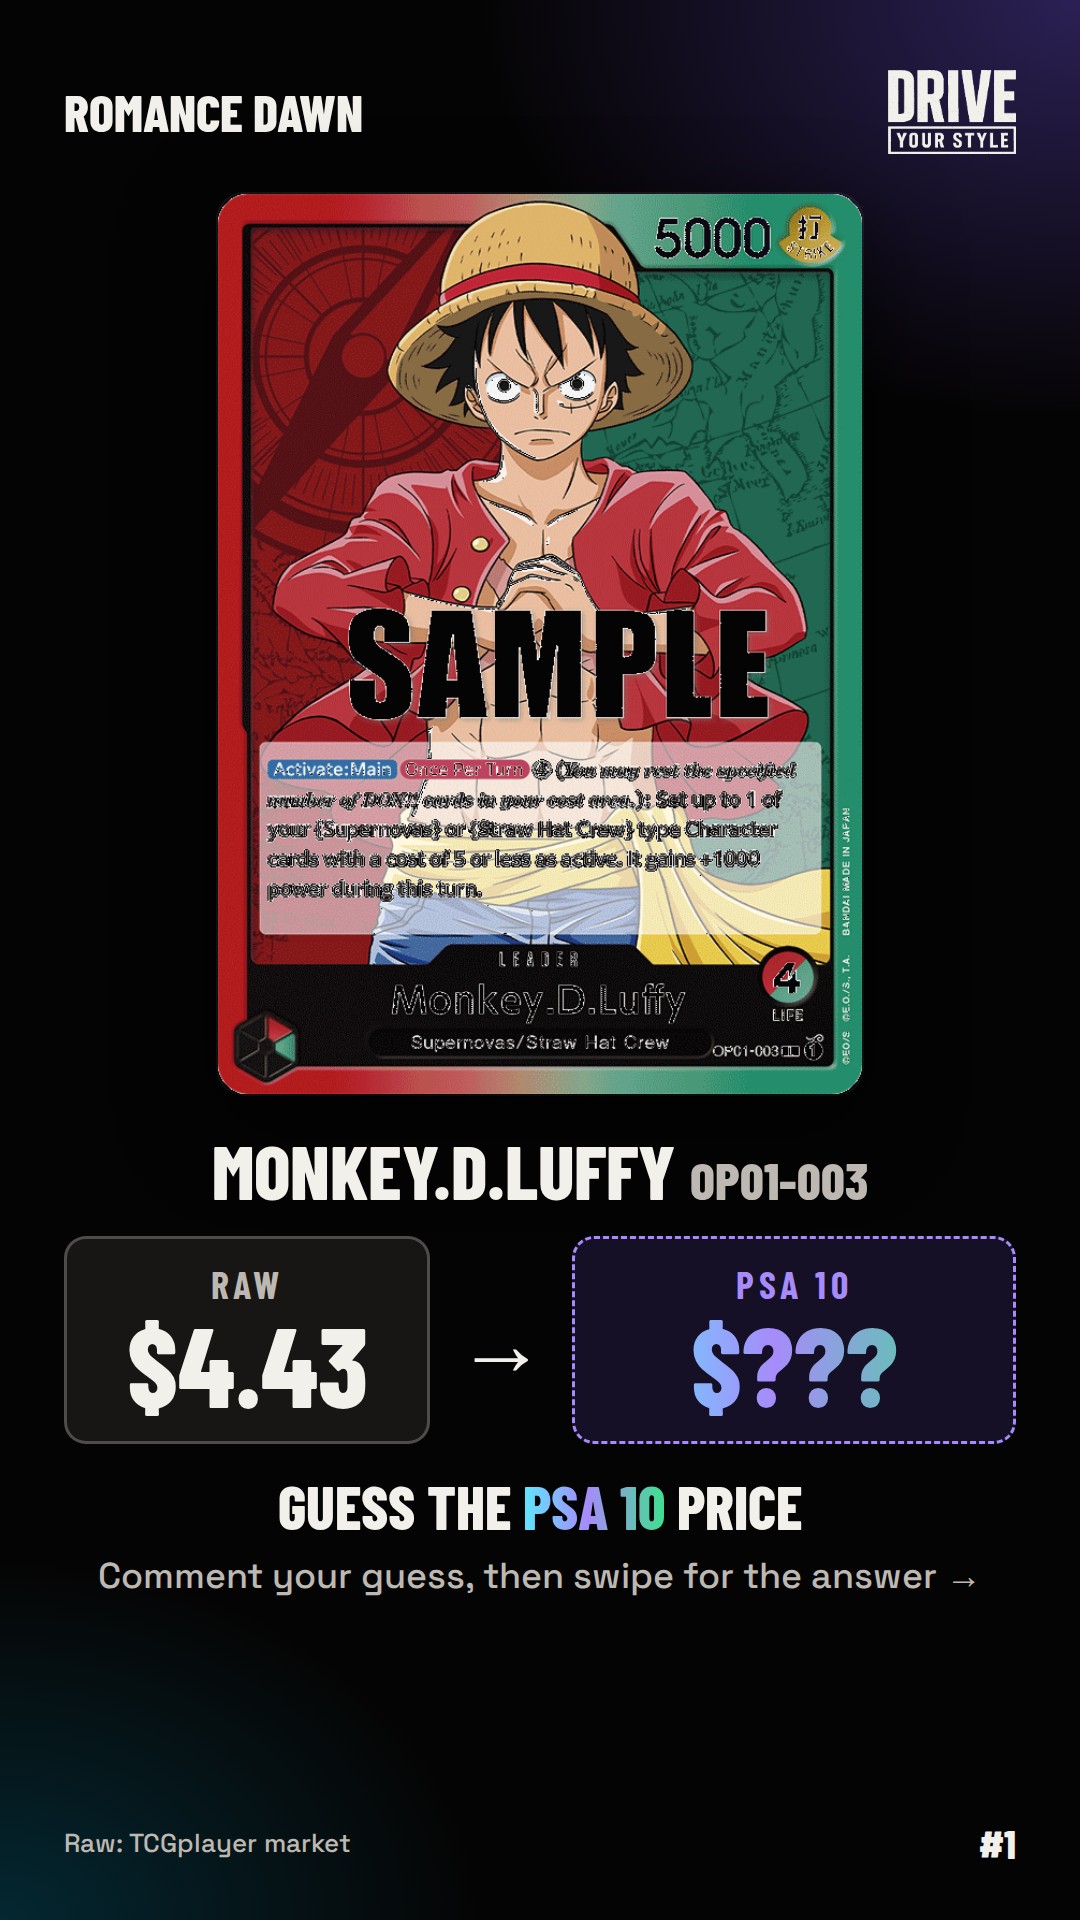 ROMANCE DAWN
DRIVE
YOUR STYLE
5000
打
STRIKE
SAMPLE
Activate:Main Once Per Turn ④ (You may rest the specified
number of DON!! cards in your cost area.): Set up to 1 of
your {Supernovas} or {Straw Hat Crew} type Character
cards with a cost of 5 or less as active. It gains +1000
power during this turn.
LEADER
4
Monkey.D.Luffy
LIFE
Supernovas/Straw Hat Crew
OP01-003
1
©EO/S ©E.O./S., T.A. BANDAI MADE IN JAPAN
MONKEY.D.LUFFY OP01-003
RAW
$4.43
→
PSA 10
$???
GUESS THE PSA 10 PRICE
Comment your guess, then swipe for the answer →
Raw: TCGplayer market
#1